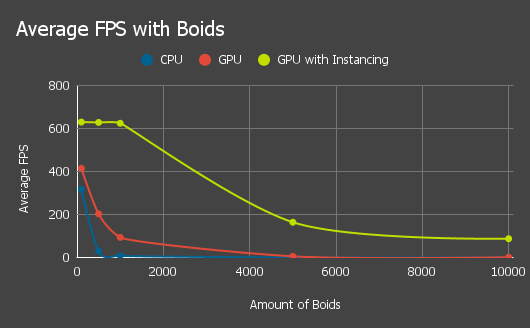 Average FPS with Boids
CPU GPU GPU with Instancing
800
600
400
200
0
Average FPS
0 2000 4000 6000 8000 10000
Amount of Boids